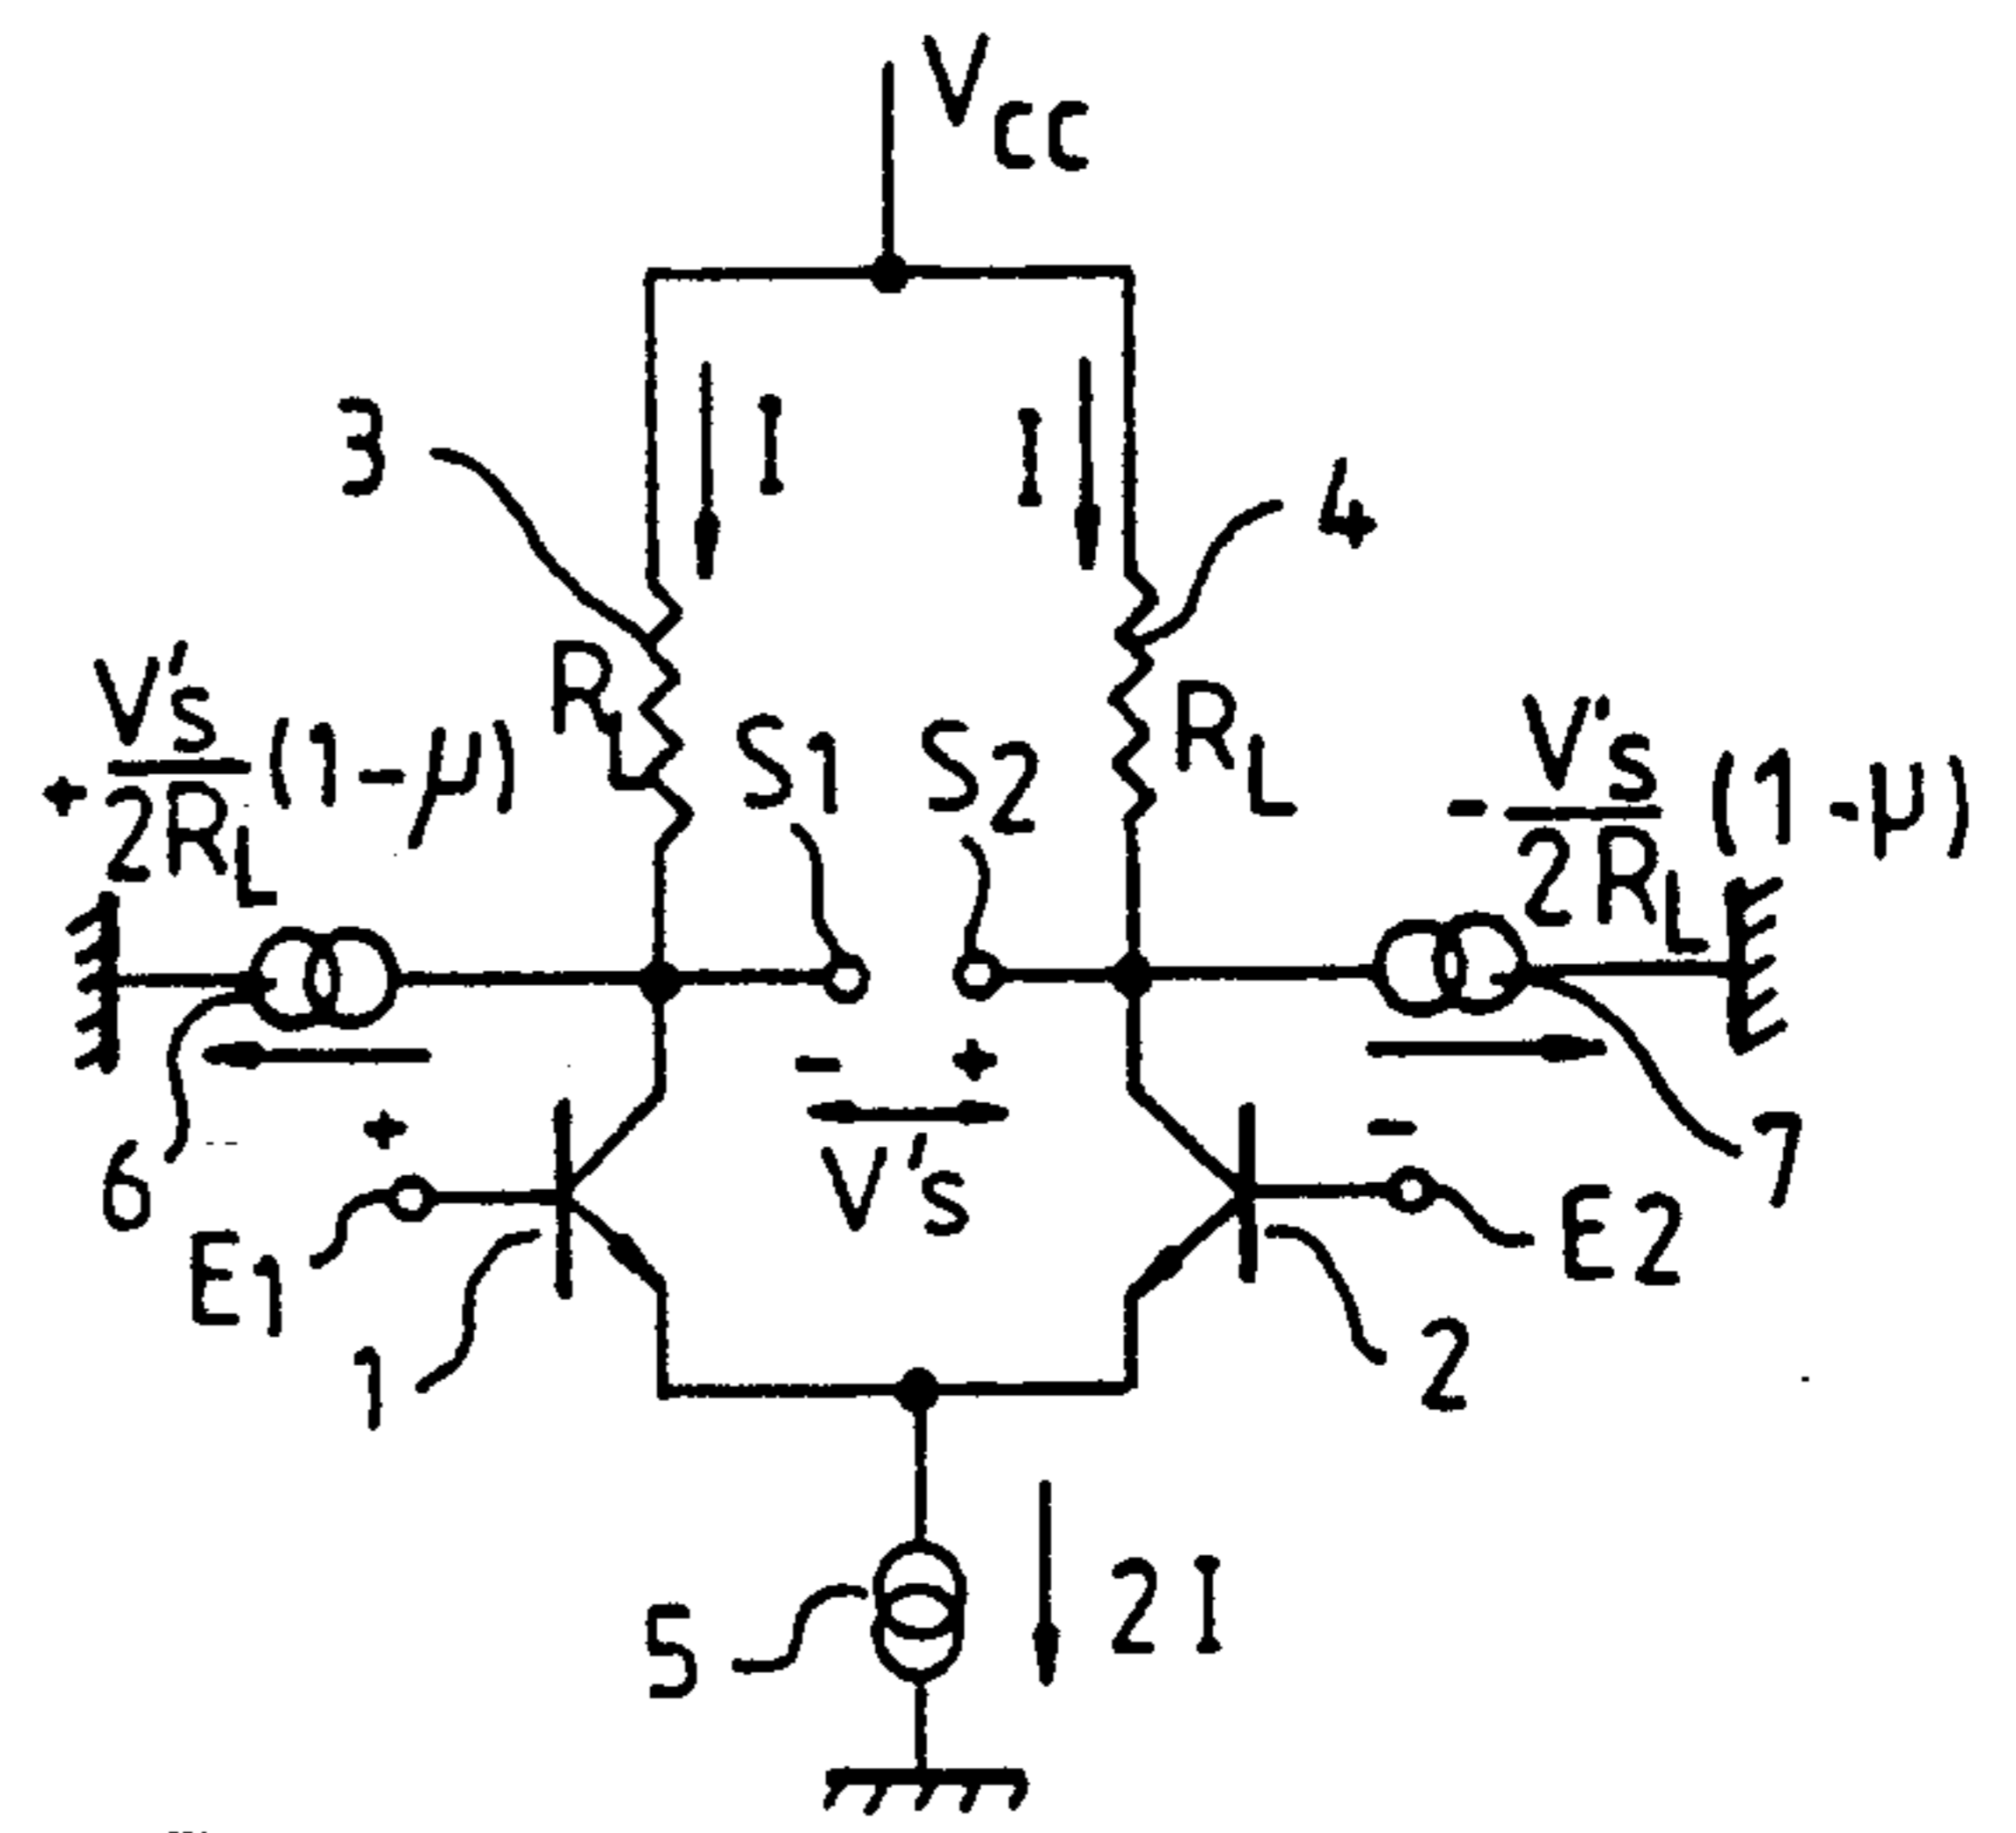 VCC
I
I
3
4
RL
RL
+ V's/2RL (1-µ)
S1
S2
- V's/2RL (1-µ)
- +
V's
+
-
6
7
E1
E2
1
2
5
2I